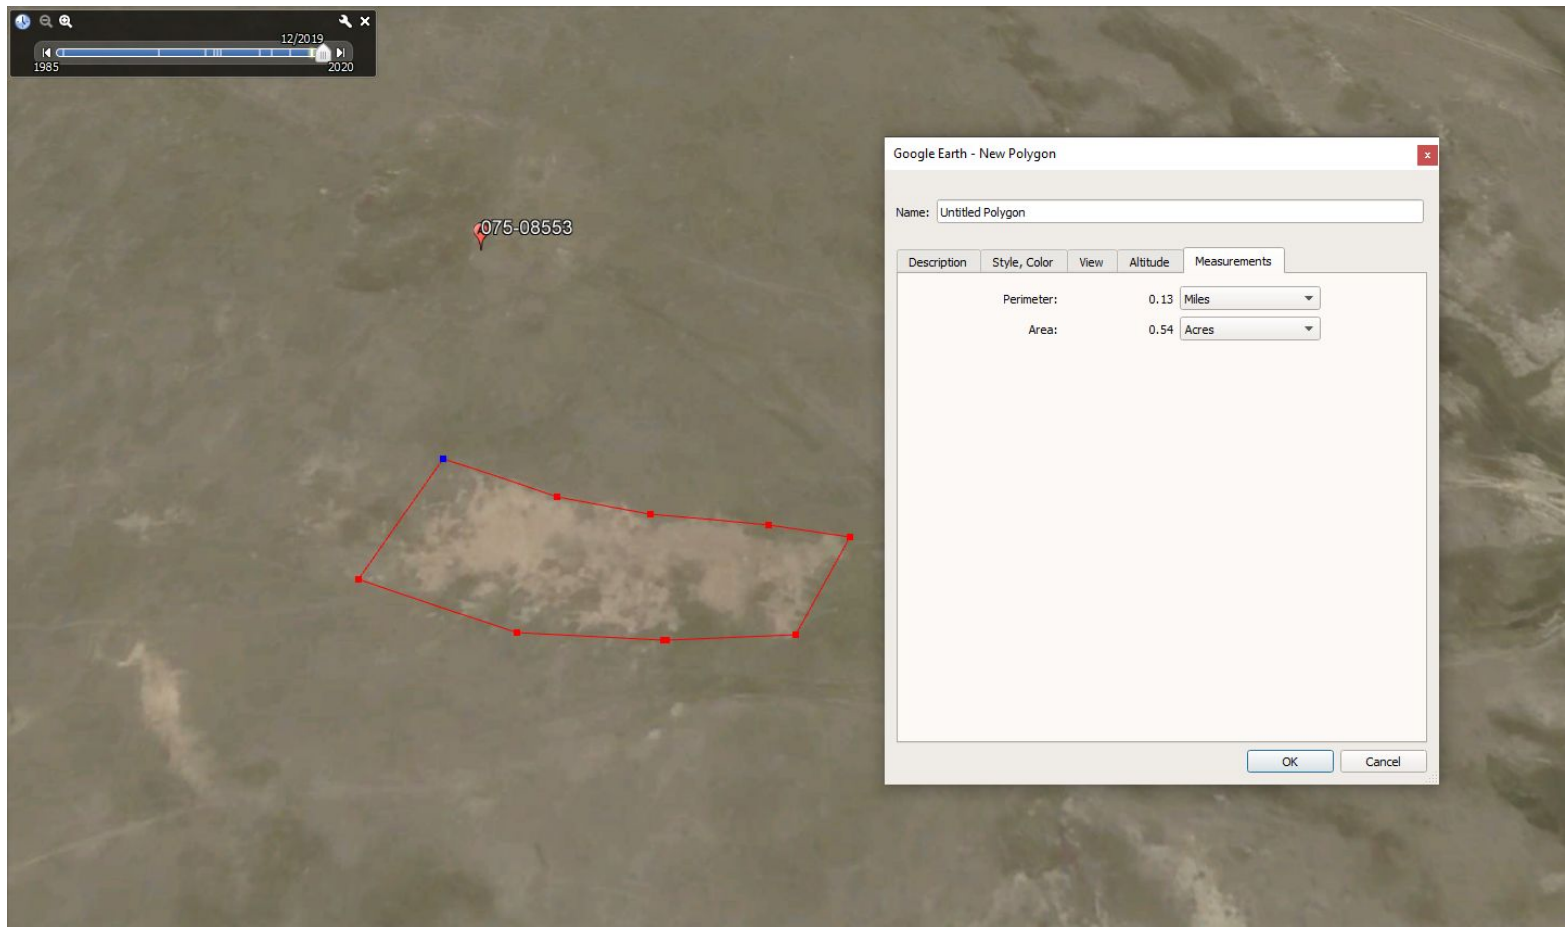 12/2019
1985 2020
075-08553
Google Earth - New Polygon
x
Name: Untitled Polygon
Description Style, Color View Altitude Measurements
Perimeter: 0.13 Miles
Area: 0.54 Acres
OK Cancel